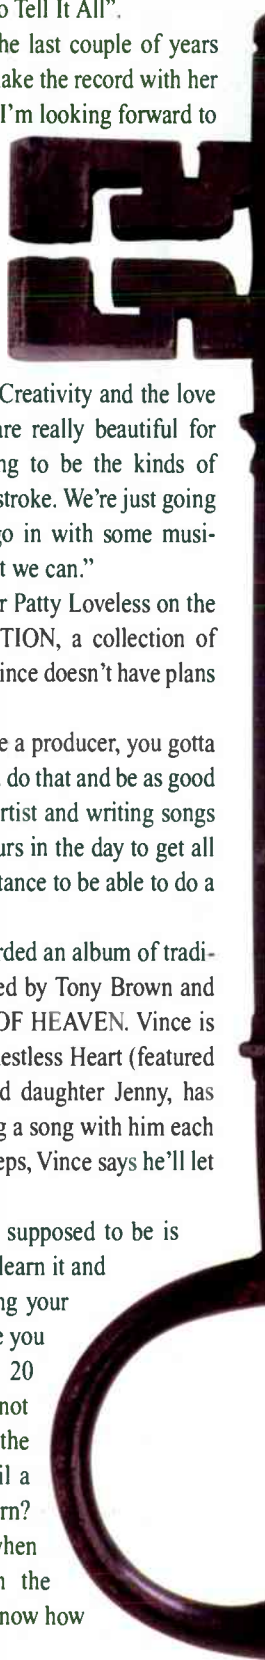 o Tell It All".
he last couple of years
ake the record with her
I'm looking forward to
Creativity and the love
are really beautiful for
ng to be the kinds of
stroke. We're just going
go in with some musi-
t we can."
r Patty Loveless on the
TION, a collection of
ince doesn't have plans
e a producer, you gotta
do that and be as good
rtist and writing songs
urs in the day to get all
tance to be able to do a
rded an album of tradi-
ed by Tony Brown and
OF HEAVEN. Vince is
estless Heart (featured
d daughter Jenny, has
g a song with him each
eps, Vince says he'll let
supposed to be is
learn it and
ng your
e you
20
not
the
il a
rn?
when
n the
now how